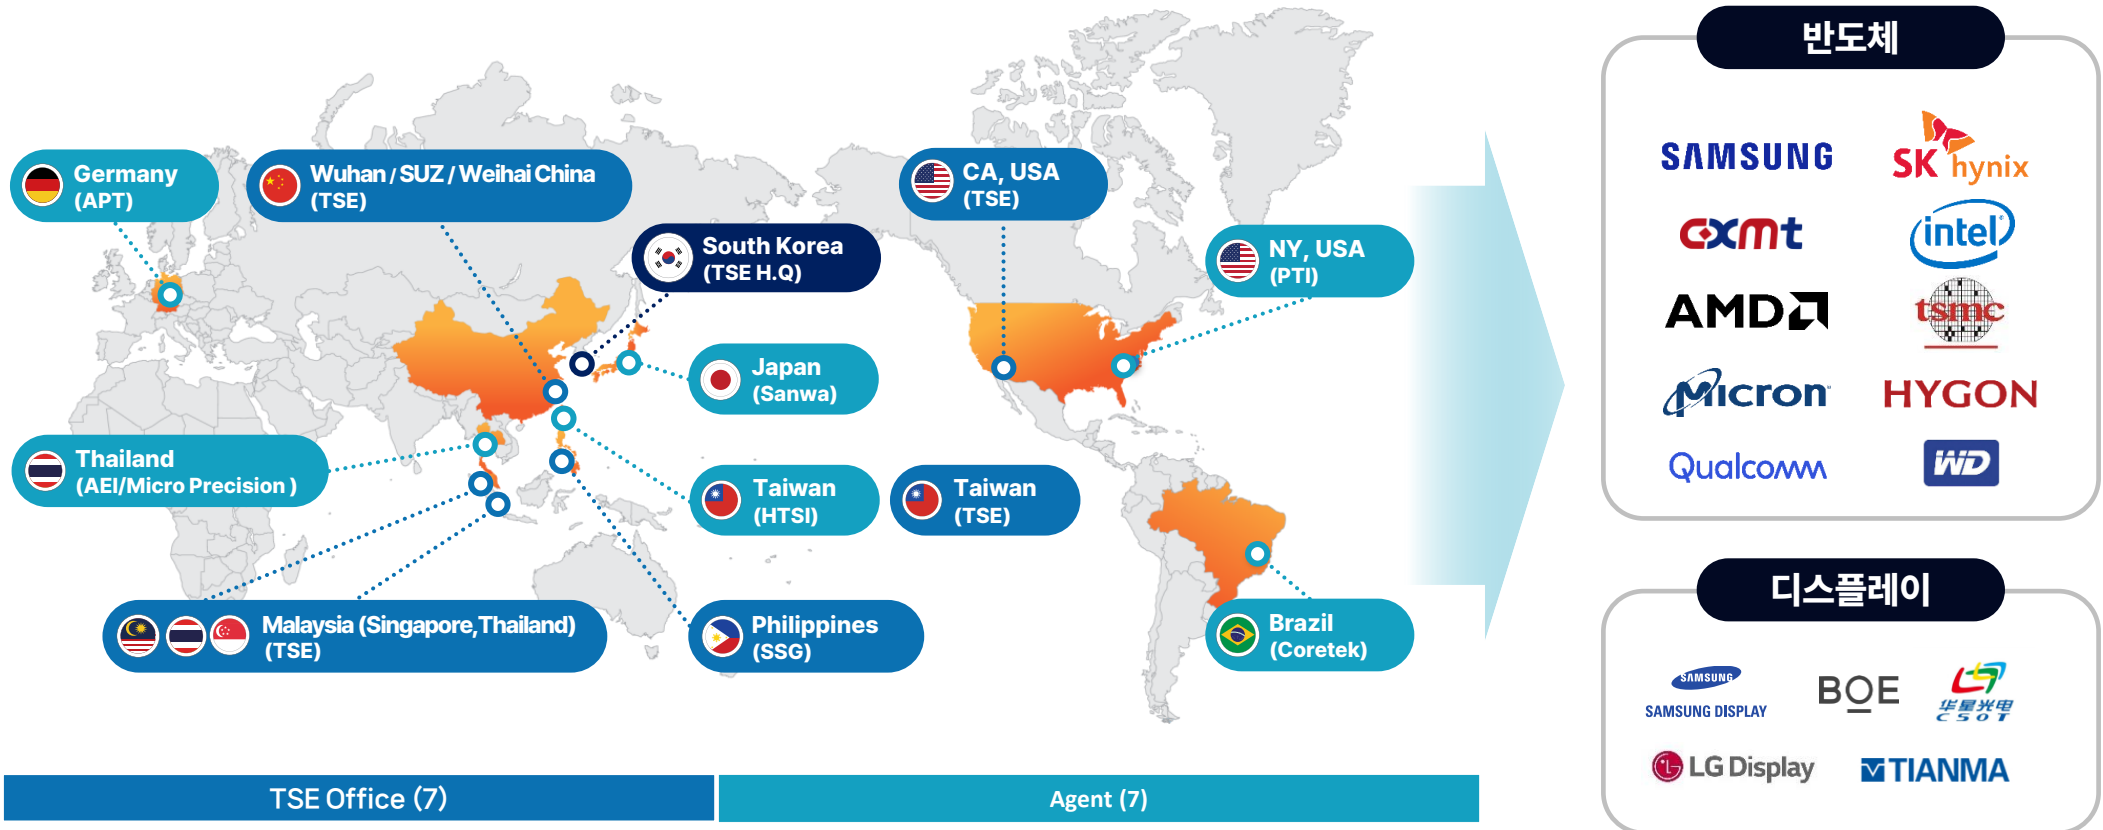 Germany
(APT)
Wuhan / SUZ / Weihai China
(TSE)
South Korea
(TSE H.Q)
CA, USA
(TSE)
NY, USA
(PTI)
Japan
(Sanwa)
Thailand
(AEI/Micro Precision )
Taiwan
(HTSI)
Taiwan
(TSE)
Malaysia (Singapore,Thailand)
(TSE)
Philippines
(SSG)
Brazil
(Coretek)
TSE Office (7)
Agent (7)
반도체
SAMSUNG
SK hynix
cxmt
intel
AMD
tsmc
Micron
HYGON
Qualcomm
WD
디스플레이
SAMSUNG
SAMSUNG DISPLAY
BOE
华星光电
CSOT
LG Display
TIANMA